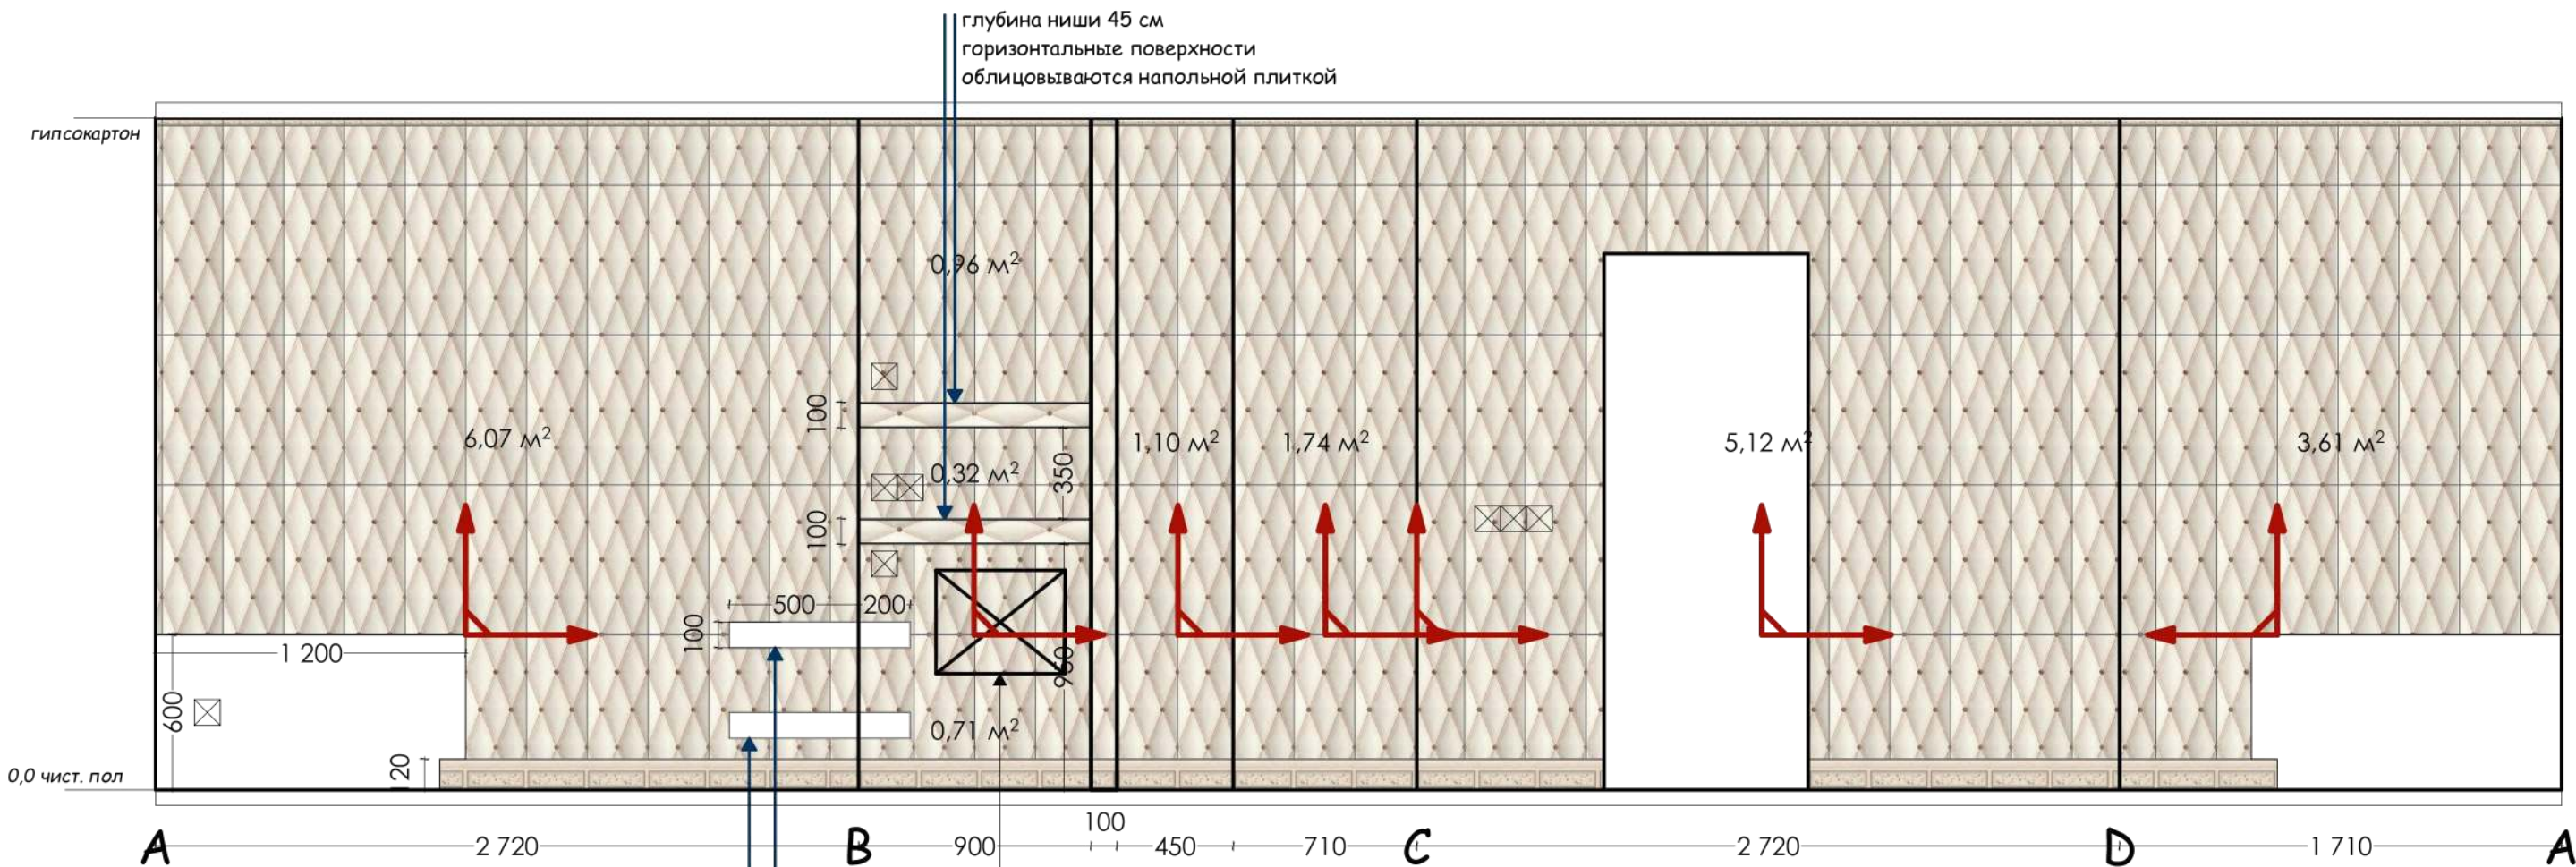 глубина ниши 45 см
горизонтальные поверхности
облицовываются напольной плиткой
гипсокартон
0,96 м²
100
6,07 м²
0,32 м²
350
1,10 м²
1,74 м²
5,12 м²
3,61 м²
100
500
200
100
1 200
950
600
0,71 м²
120
0,0 чист. пол
100
A
2 720
B
900
450
710
C
2 720
D
1 710
A